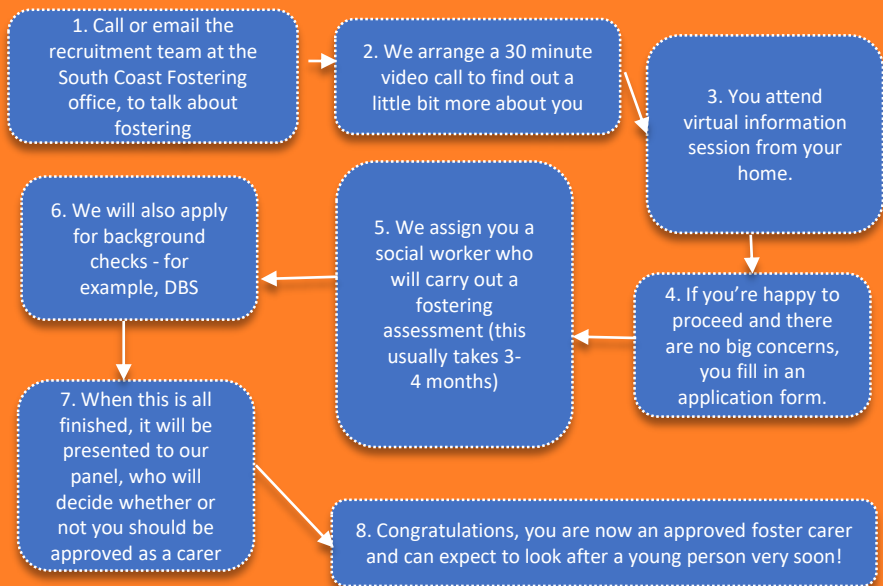 1. Call or email the
recruitment team at the
South Coast Fostering
office, to talk about
fostering
2. We arrange a 30 minute
video call to find out a
little bit more about you
3. You attend
virtual information
session from your
home.
4. If you’re happy to
proceed and there
are no big concerns,
you fill in an
application form.
5. We assign you a
social worker who
will carry out a
fostering
assessment (this
usually takes 3-
4 months)
6. We will also apply
for background
checks - for
example, DBS
7. When this is all
finished, it will be
presented to our
panel, who will
decide whether or
not you should be
approved as a carer
8. Congratulations, you are now an approved foster carer
and can expect to look after a young person very soon!